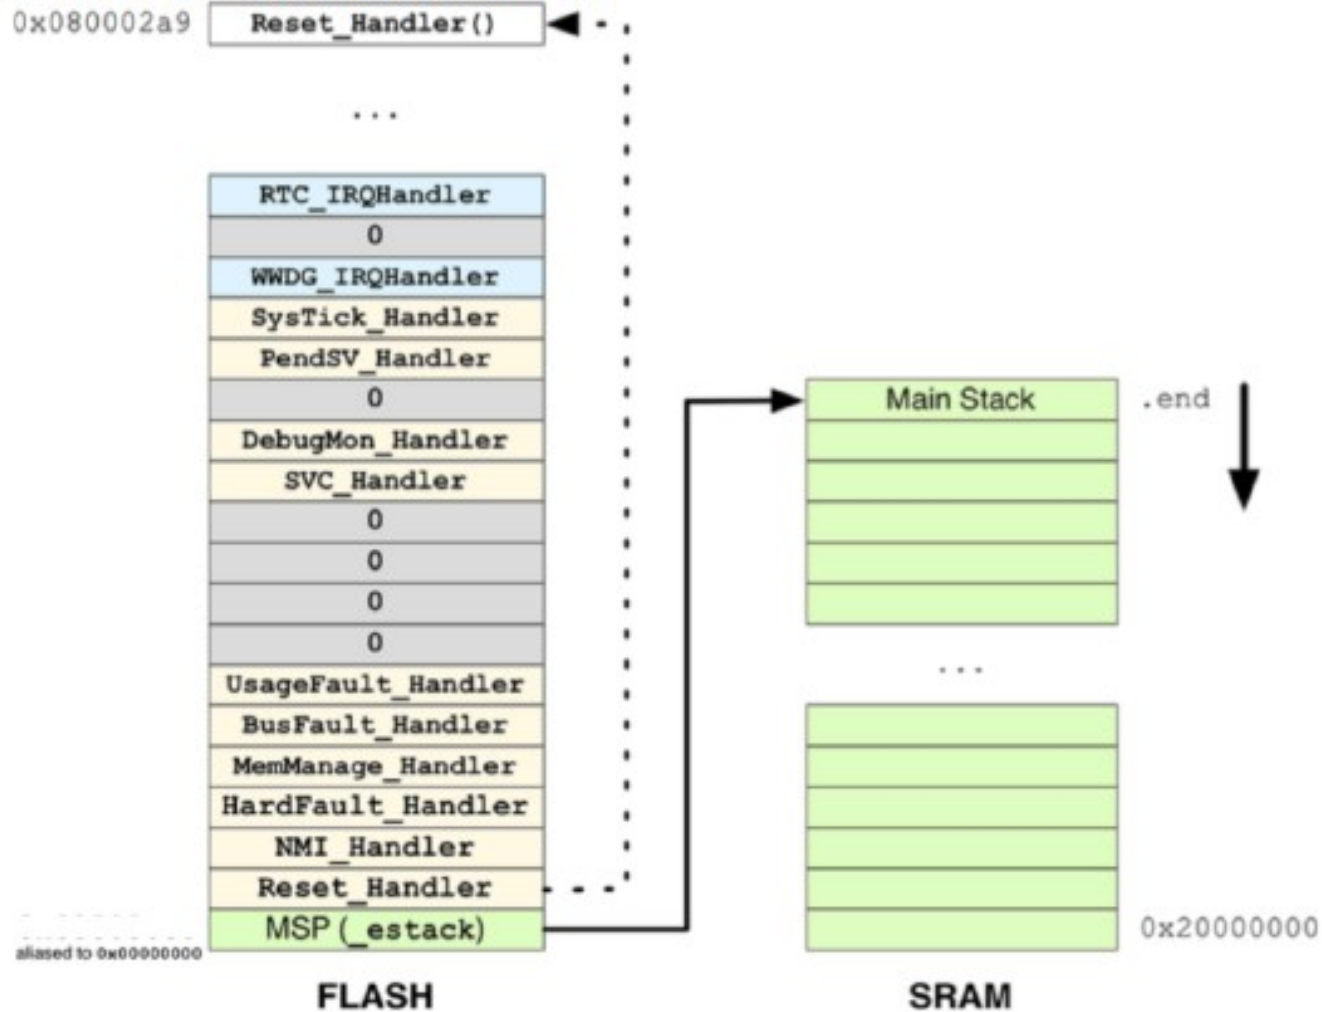 0x080002a9
Reset_Handler()
...
RTC_IRQHandler
0
WWDG_IRQHandler
SysTick_Handler
PendSV_Handler
0
DebugMon_Handler
SVC_Handler
0
0
0
0
UsageFault_Handler
BusFault_Handler
MemManage_Handler
HardFault_Handler
NMI_Handler
Reset_Handler
MSP (_estack)
aliased to 0x00000000
FLASH
Main Stack
.end
...
0x20000000
SRAM